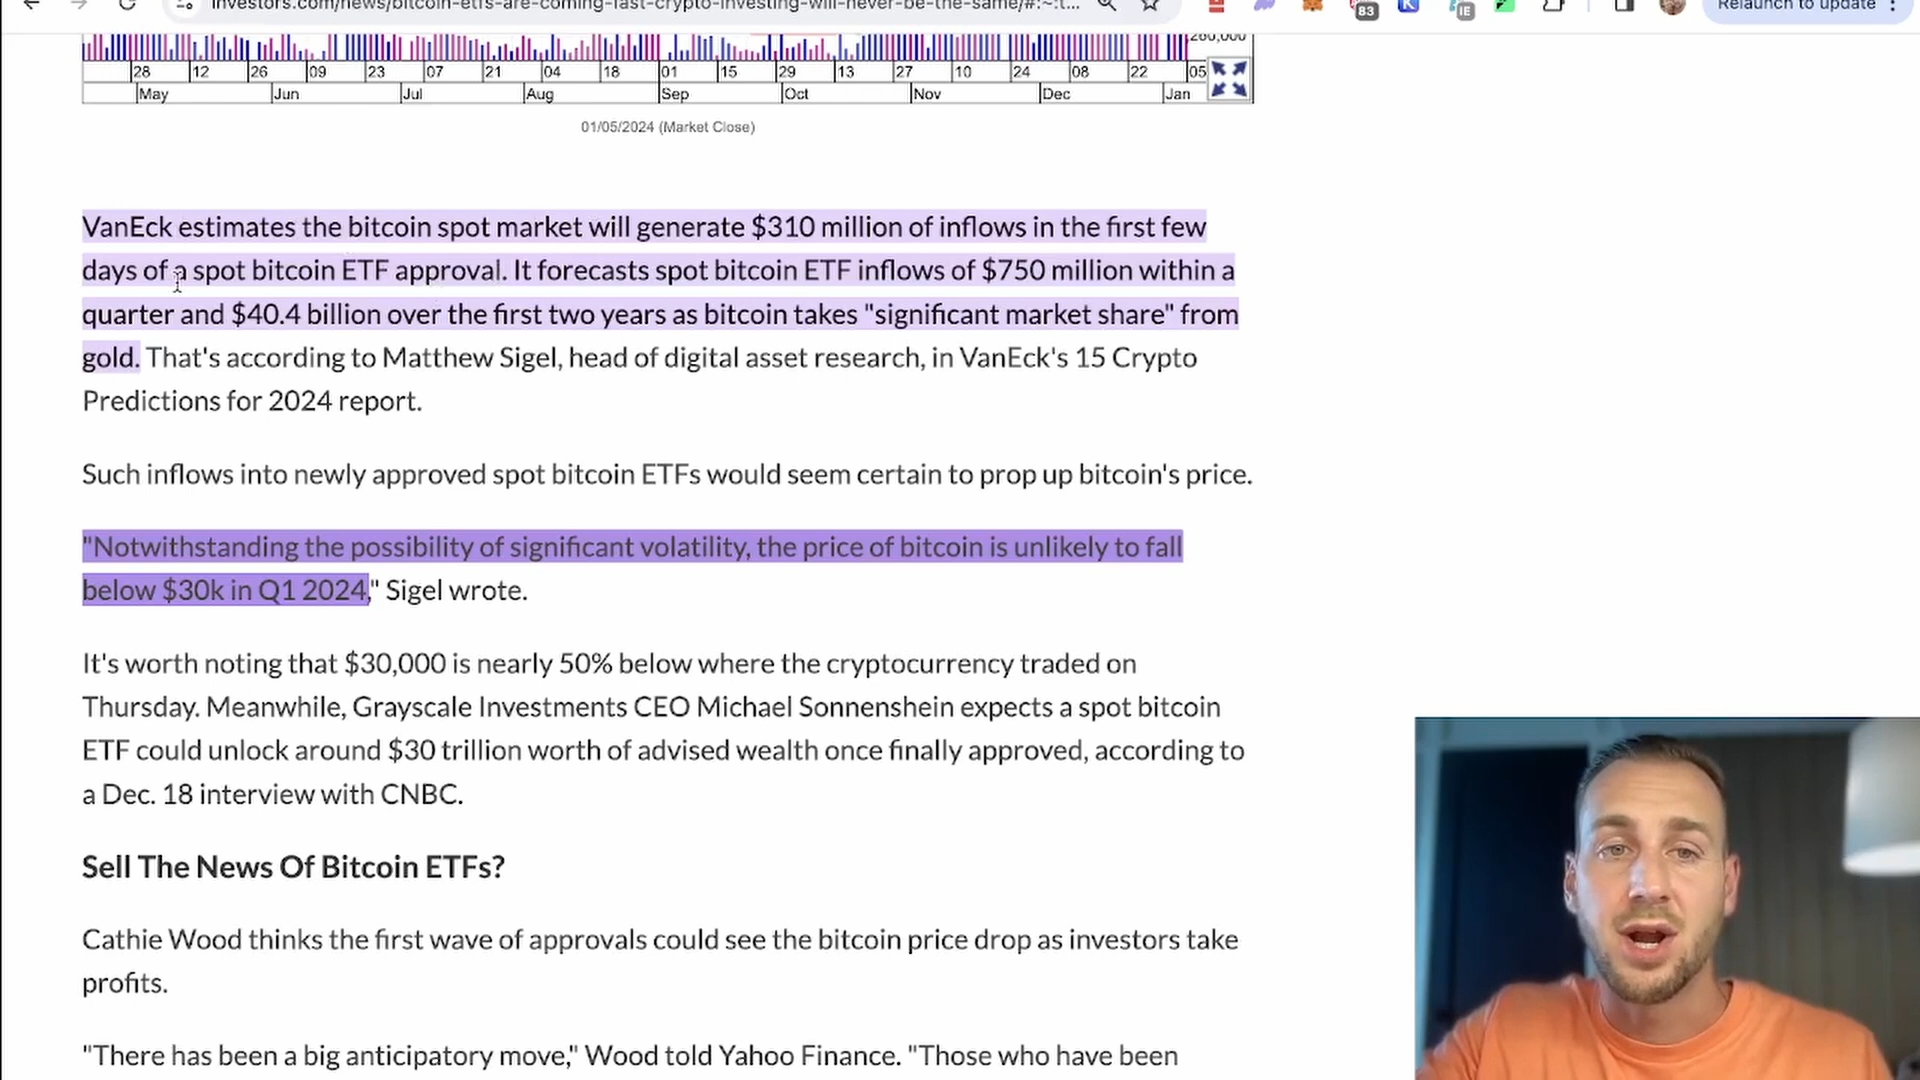 investors.com/news/bitcoin-etfs-are-coming-fast-crypto-investing-will-never-be-the-same/#:~:t...
83
IE
Relaunch to update
260,000
28 12 26 09 23 07 21 04 18 01 15 29 13 27 10 24 08 22 05
May Jun Jul Aug Sep Oct Nov Dec Jan
01/05/2024 (Market Close)
VanEck estimates the bitcoin spot market will generate $310 million of inflows in the first few
days of a spot bitcoin ETF approval. It forecasts spot bitcoin ETF inflows of $750 million within a
quarter and $40.4 billion over the first two years as bitcoin takes "significant market share" from
gold. That's according to Matthew Sigel, head of digital asset research, in VanEck's 15 Crypto
Predictions for 2024 report.
Such inflows into newly approved spot bitcoin ETFs would seem certain to prop up bitcoin's price.
"Notwithstanding the possibility of significant volatility, the price of bitcoin is unlikely to fall
below $30k in Q1 2024," Sigel wrote.
It's worth noting that $30,000 is nearly 50% below where the cryptocurrency traded on
Thursday. Meanwhile, Grayscale Investments CEO Michael Sonnenshein expects a spot bitcoin
ETF could unlock around $30 trillion worth of advised wealth once finally approved, according to
a Dec. 18 interview with CNBC.
Sell The News Of Bitcoin ETFs?
Cathie Wood thinks the first wave of approvals could see the bitcoin price drop as investors take
profits.
"There has been a big anticipatory move," Wood told Yahoo Finance. "Those who have been